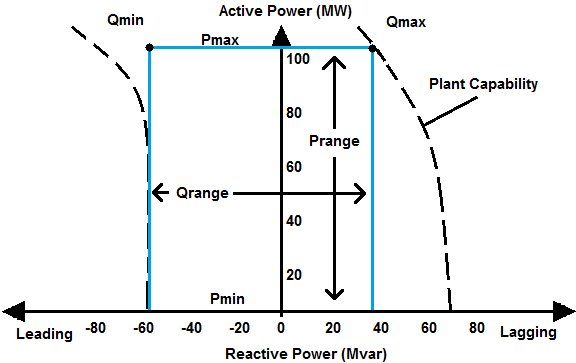 Active Power (MW)
Qmin
Qmax
Pmax
100
Plant Capability
80
Prange
60
Qrange
40
20
Pmin
Leading -80 -60 -40 -20 0 20 40 60 80 Lagging
Reactive Power (Mvar)